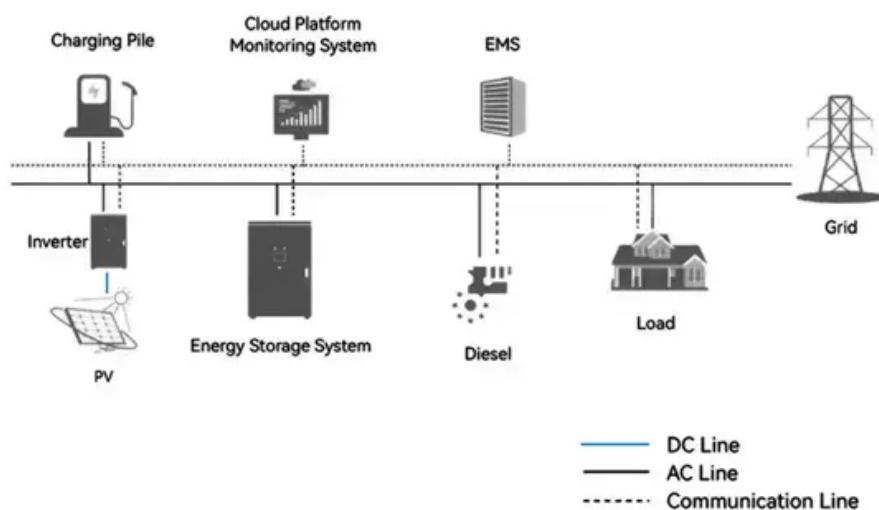 Charging Pile
Cloud Platform
Monitoring System
EMS
Grid
Inverter
Energy Storage System
Diesel
Load
PV
DC Line
AC Line
Communication Line